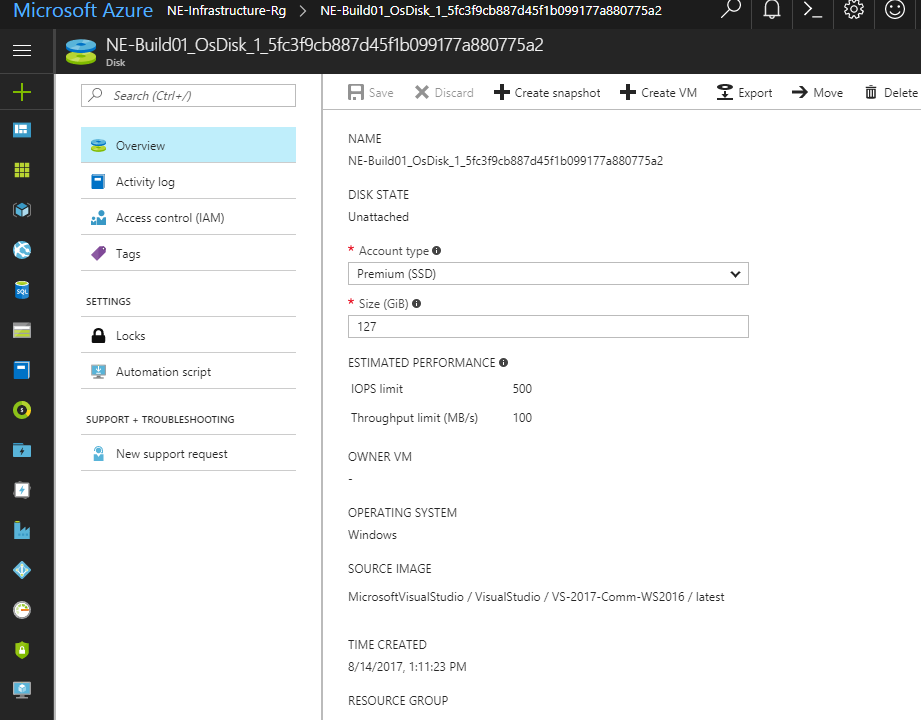 Microsoft Azure NE-Infrastructure-Rg > NE-Build01_OsDisk_1_5fc3f9cb887d45f1b099177a880775a2
NE-Build01_OsDisk_1_5fc3f9cb887d45f1b099177a880775a2
Disk
Search (Ctrl+/)
Overview
Activity log
Access control (IAM)
Tags
SETTINGS
Locks
Automation script
SUPPORT + TROUBLESHOOTING
New support request
Save Discard Create snapshot Create VM Export Move Delete
NAME
NE-Build01_OsDisk_1_5fc3f9cb887d45f1b099177a880775a2
DISK STATE
Unattached
* Account type
Premium (SSD)
* Size (GiB)
127
ESTIMATED PERFORMANCE
IOPS limit 500
Throughput limit (MB/s) 100
OWNER VM
-
OPERATING SYSTEM
Windows
SOURCE IMAGE
MicrosoftVisualStudio / VisualStudio / VS-2017-Comm-WS2016 / latest
TIME CREATED
8/14/2017, 1:11:23 PM
RESOURCE GROUP